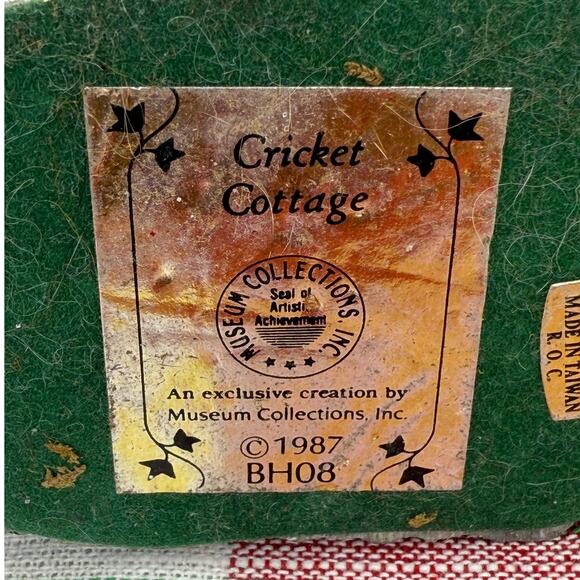 Cricket
Cottage
MUSEUM COLLECTIONS, INC.
Seal of
Artisti
Achievement
An exclusive creation by
Museum Collections, Inc.
© 1987
BH08
MADE IN TAIWAN
R.O.C.